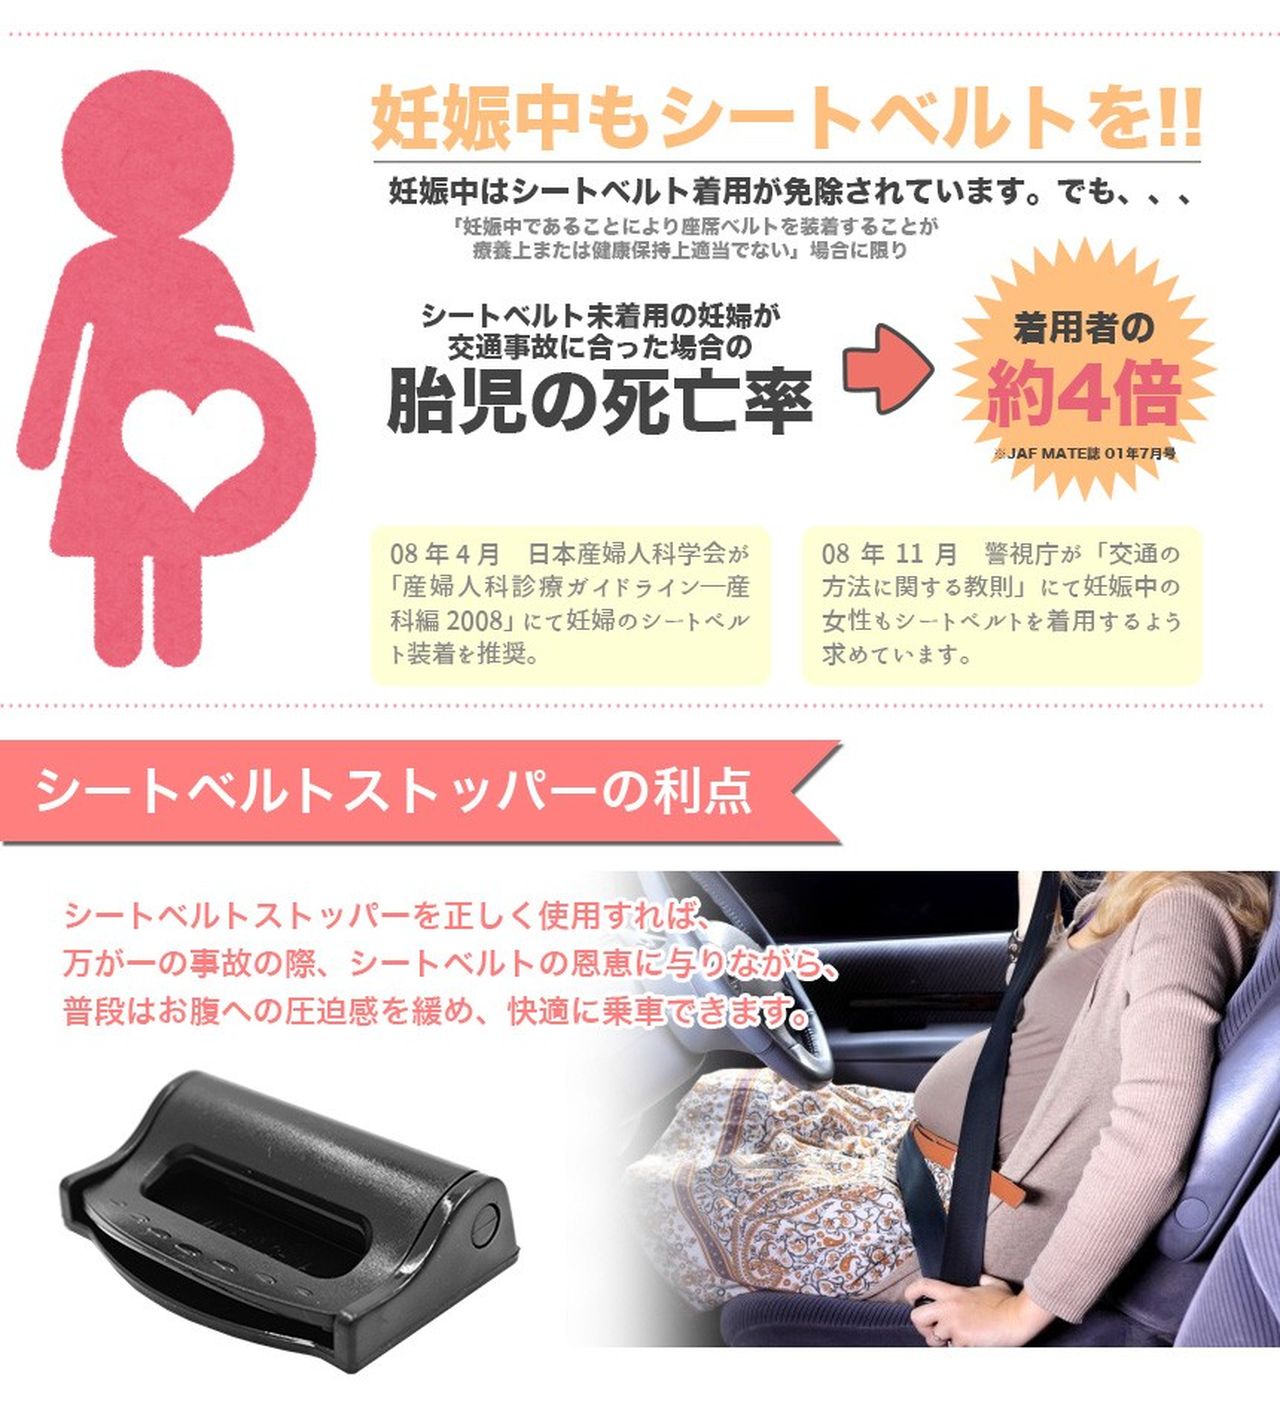 妊娠中もシートベルトを!!
妊娠中はシートベルト着用が免除されています。でも、、、
「妊娠中であることにより座席ベルトを装着することが
療養上または健康保持上適当でない」場合に限り
シートベルト未着用の妊婦が
交通事故に合った場合の
胎児の死亡率
着用者の
約4倍
※JAF MATE誌 01年7月号
08年4月　日本産婦人科学会が
「産婦人科診療ガイドライン―産
科編2008」にて妊婦のシートベル
ト装着を推奨。
08年11月　警視庁が「交通の
方法に関する教則」にて妊娠中の
女性もシートベルトを着用するよう
求めています。
シートベルトストッパーの利点
シートベルトストッパーを正しく使用すれば、
万が一の事故の際、シートベルトの恩恵に与りながら、
普段はお腹への圧迫感を緩め、快適に乗車できます。